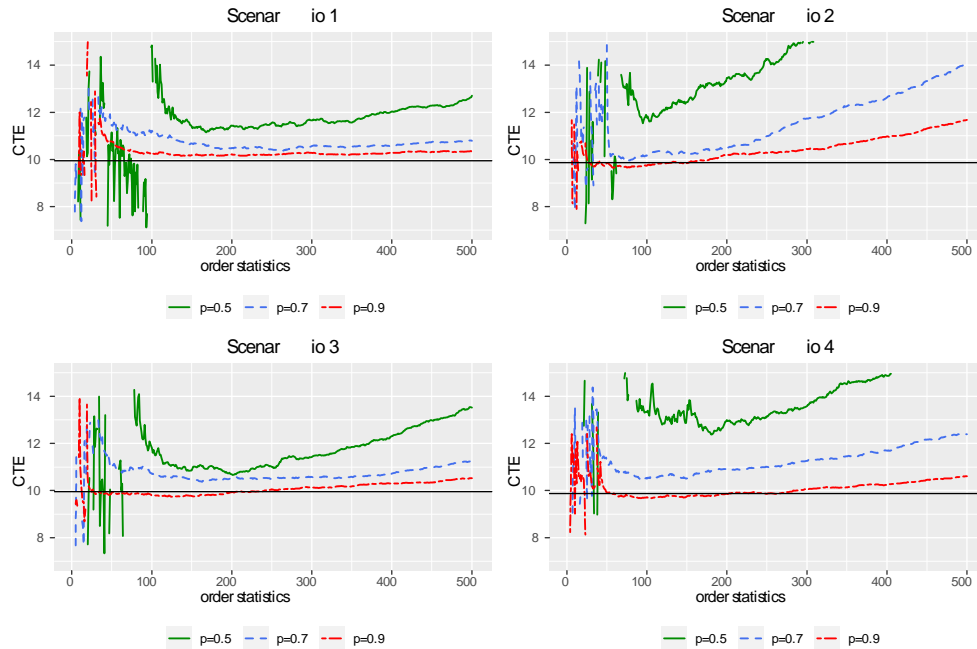 Scenar io 1
CTE
14
12
10
8
0 100 200 300 400 500
order statistics
p=0.5 p=0.7 p=0.9
Scenar io 2
CTE
14
12
10
8
0 100 200 300 400 500
order statistics
p=0.5 p=0.7 p=0.9
Scenar io 3
CTE
14
12
10
8
0 100 200 300 400 500
order statistics
p=0.5 p=0.7 p=0.9
Scenar io 4
CTE
14
12
10
8
0 100 200 300 400 500
order statistics
p=0.5 p=0.7 p=0.9